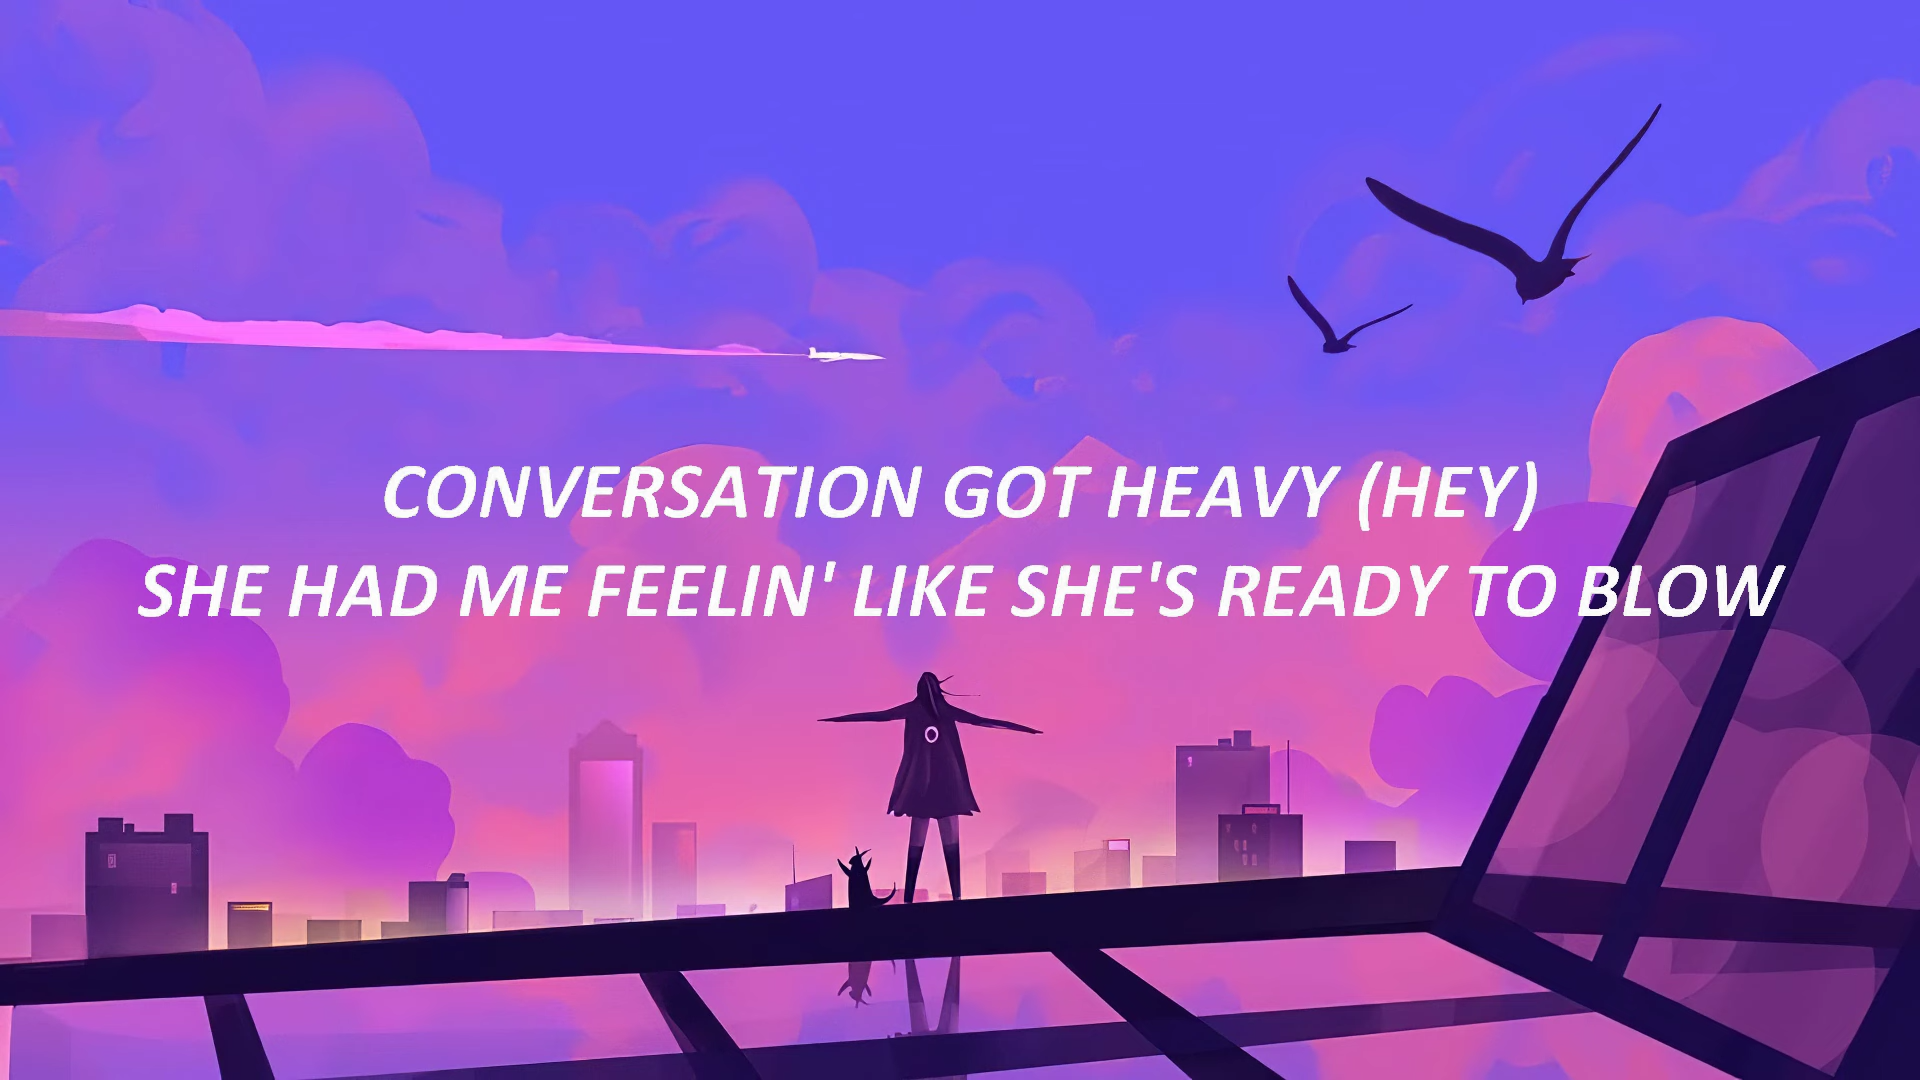 CONVERSATION GOT HEAVY (HEY)
SHE HAD ME FEELIN' LIKE SHE'S READY TO BLOW